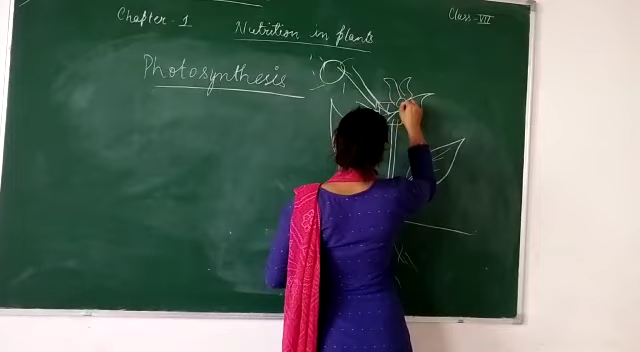 Chapter-1
Class-VII
Nutrition in plants
Photosynthesis